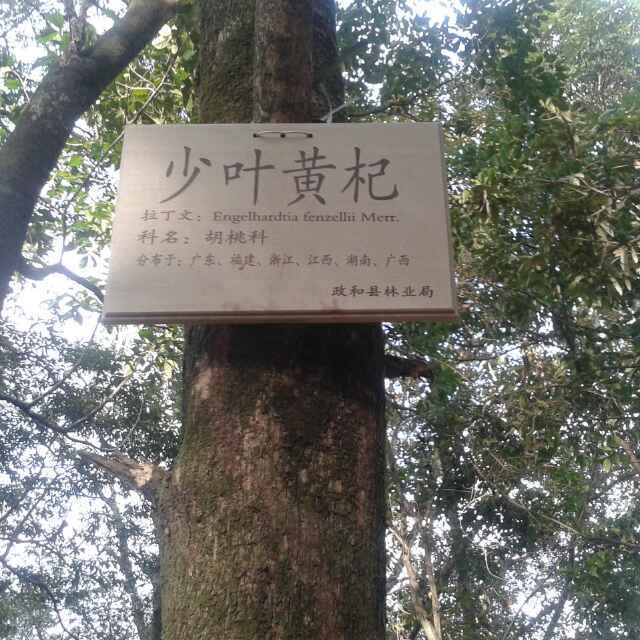 少叶黄杞
拉丁文：Engelhardtia fenzellii Merr.
科名：胡桃科
分布于：广东、福建、浙江、江西、湖南、广西
政和县林业局